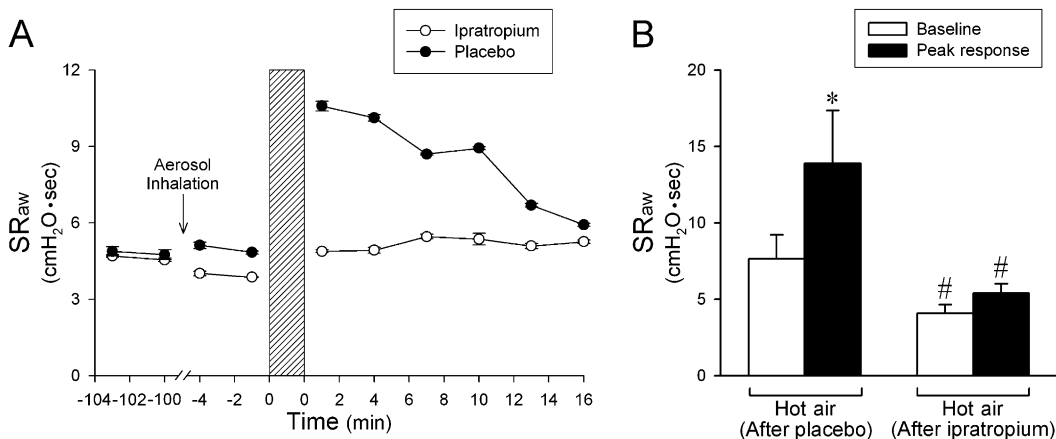 A
Ipratropium
Placebo
12
9
6
3
0
SRaw
(cmH2O•sec)
Aerosol
Inhalation
-104 -102 -100 -4 -2 0 0 2 4 6 8 10 12 14 16
Time (min)
B
Baseline
Peak response
20
15
10
5
0
SRaw
(cmH2O•sec)
*
# #
Hot air
(After placebo)
Hot air
(After ipratropium)